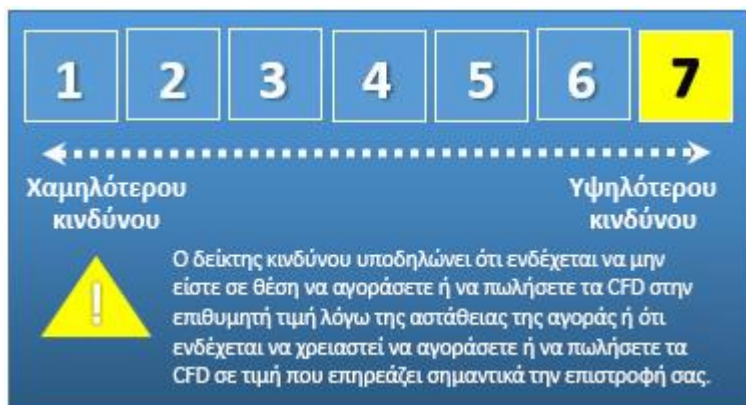 1 2 3 4 5 6 7
Χαμηλότερου Υψηλότερου
κινδύνου κινδύνου
Ο δείκτης κινδύνου υποδηλώνει ότι ενδέχεται να μην
είστε σε θέση να αγοράσετε ή να πωλήσετε τα CFD στην
επιθυμητή τιμή λόγω της αστάθειας της αγοράς ή ότι
ενδέχεται να χρειαστεί να αγοράσετε ή να πωλήσετε τα
CFD σε τιμή που επηρεάζει σημαντικά την επιστροφή σας.
!